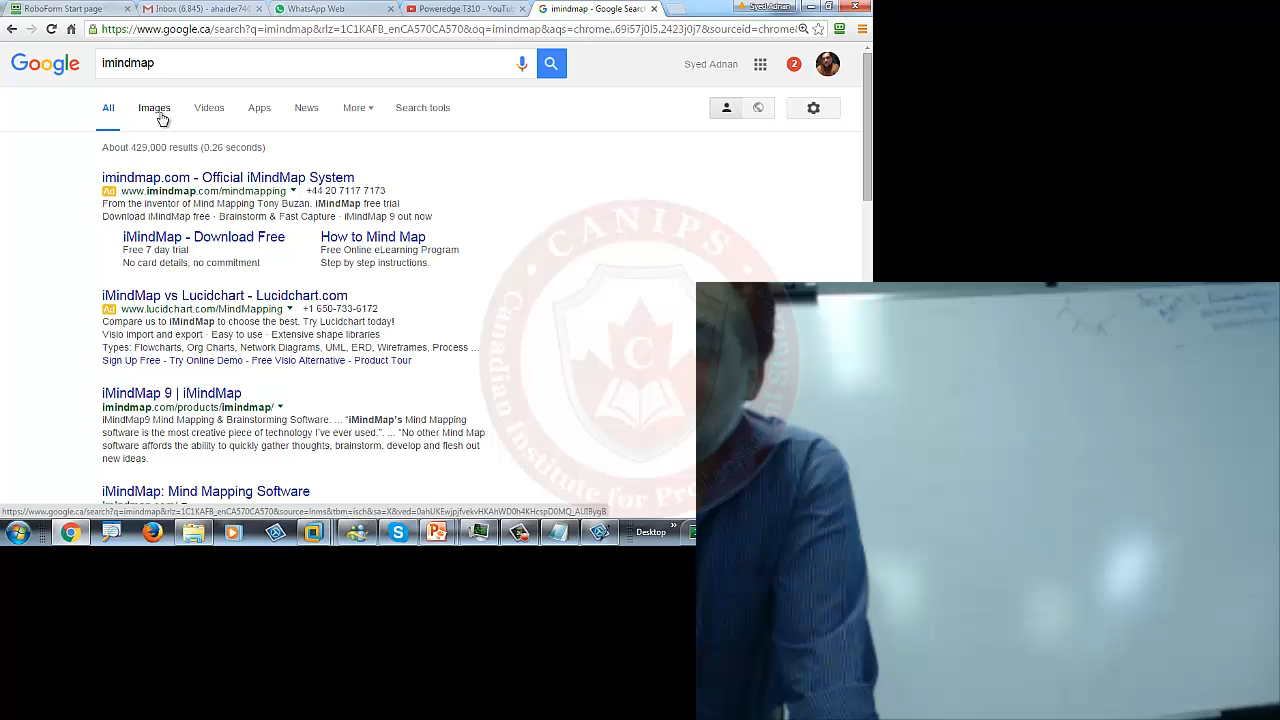 RoboForm Start page
Inbox (6,845) - ahaider74
WhatsApp Web
Poweredge T310 - YouTu
imindmap - Google Searc
Syed Adnan
https://www.google.ca/search?q=imindmap&rlz=1C1KAFB_enCA570CA570&oq=imindmap&aqs=chrome..69i57j0l5.2423j0j7&sourceid=chrome
Google
imindmap
Syed Adnan
2
All
Images
Videos
Apps
News
More
Search tools
About 429,000 results (0.26 seconds)
imindmap.com - Official iMindMap System
Ad www.imindmap.com/mindmapping +44 20 7117 7173
From the inventor of Mind Mapping Tony Buzan. iMindMap free trial
Download iMindMap free · Brainstorm & Fast Capture · iMindMap 9 out now
iMindMap - Download Free
Free 7 day trial
No card details, no commitment
How to Mind Map
Free Online eLearning Program
Step by step instructions.
iMindMap vs Lucidchart - Lucidchart.com
Ad www.lucidchart.com/MindMapping +1 650-733-6172
Compare us to iMindMap to choose the best. Try Lucidchart today!
Visio Import and export · Easy to use · Extensive shape libraries
Types: Flowcharts, Org Charts, Network Diagrams, UML, ERD, Wireframes, Process ...
Sign Up Free - Try Online Demo - Free Visio Alternative - Product Tour
iMindMap 9 | iMindMap
imindmap.com/products/imindmap/
iMindMap9 Mind Mapping & Brainstorming Software. ... "iMindMap's Mind Mapping
software is the most creative piece of technology I've ever used.". ... "No other Mind Map
software affords the ability to quickly gather thoughts, brainstorm, develop and flesh out
new ideas.
iMindMap: Mind Mapping Software
CANIPS
Canadian Institute for Pro
C
Desktop